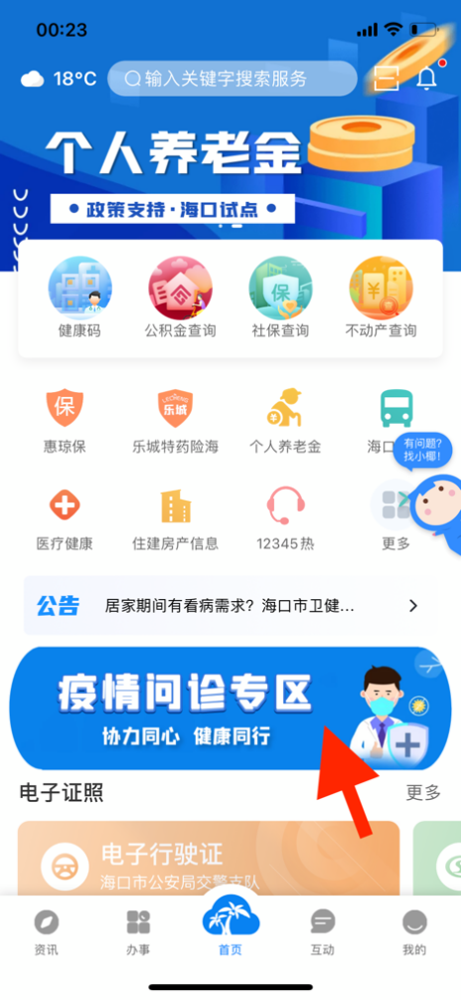 00:23
18°C
输入关键字搜索服务
个人养老金
政策支持·海口试点
健康码
公积金查询
社保查询
不动产查询
保
惠琼保
乐城
乐城特药险海
个人养老金
海口
有问题?
找小椰!
医疗健康
住建房产信息
12345热
更多
公告
居家期间有看病需求？海口市卫健...
疫情问诊专区
协力同心 健康同行
电子证照
更多
电子行驶证
海口市公安局交警支队
资讯
办事
首页
互动
我的